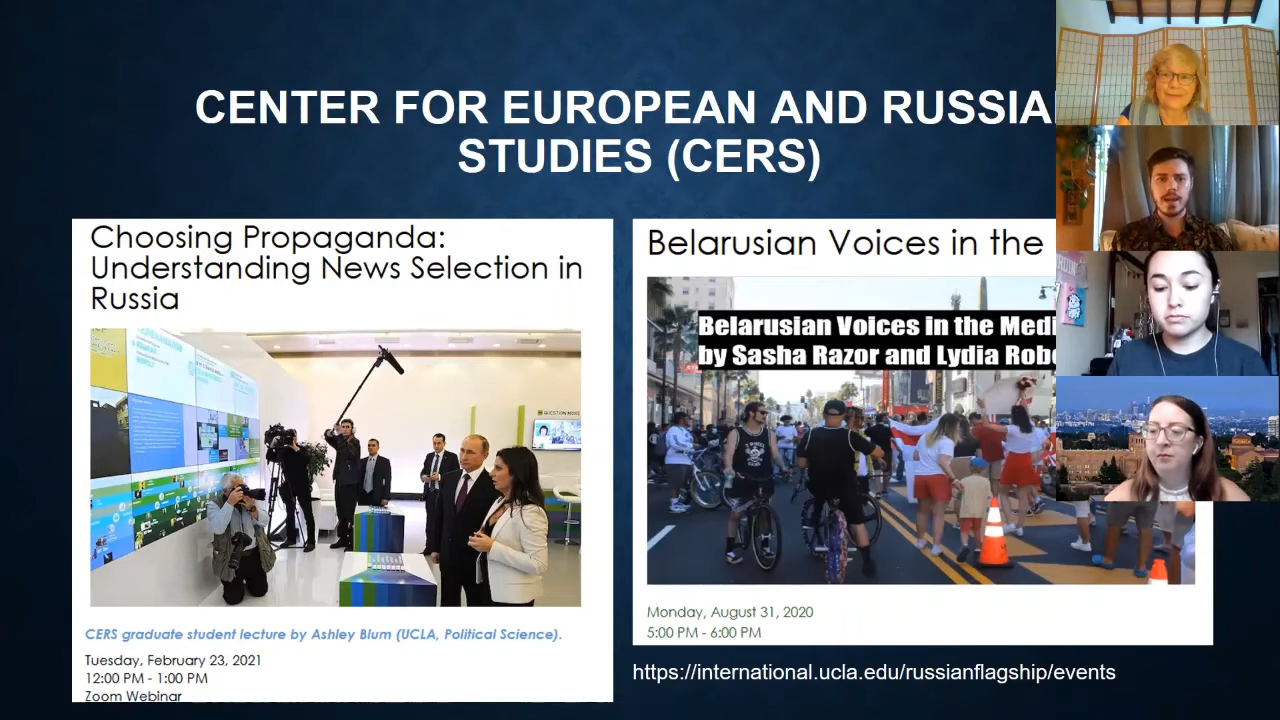 CENTER FOR EUROPEAN AND RUSSIA
STUDIES (CERS)
Choosing Propaganda:
Understanding News Selection in
Russia
QUESTION MORE
CERS graduate student lecture by Ashley Blum (UCLA, Political Science).
Tuesday, February 23, 2021
12:00 PM - 1:00 PM
Zoom Webinar
Belarusian Voices in the
Belarusian Voices in the Medi
by Sasha Razor and Lydia Robe
Monday, August 31, 2020
5:00 PM - 6:00 PM
https://international.ucla.edu/russianflagship/events